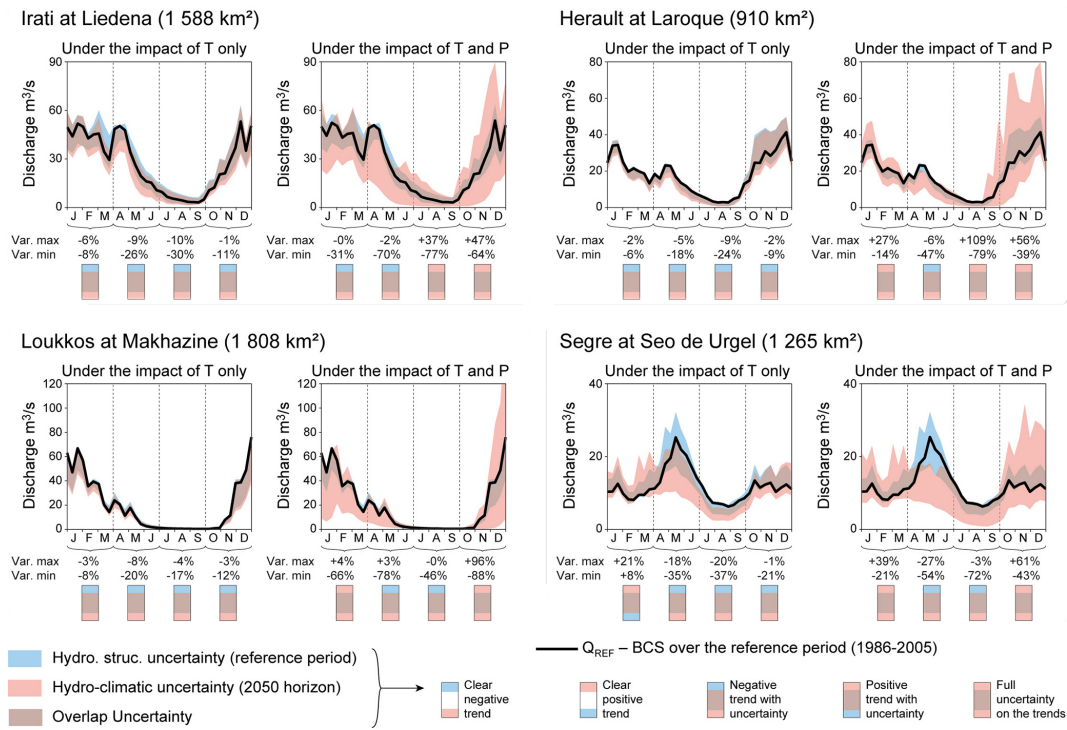 Irati at Liedena (1 588 km²)
Under the impact of T only
Under the impact of T and P
Discharge m³/s
90
60
30
0
J F M A M J J A S O N D
Discharge m³/s
90
60
30
0
J F M A M J J A S O N D
Var. max -6% -9% -10% -1%
Var. min -8% -26% -30% -11%
-0% -2% +37% +47%
-31% -70% -77% -64%
Herault at Laroque (910 km²)
Under the impact of T only
Under the impact of T and P
Discharge m³/s
80
60
40
20
0
J F M A M J J A S O N D
Discharge m³/s
80
60
40
20
0
J F M A M J J A S O N D
Var. max -2% -5% -9% -2%
Var. min -6% -18% -24% -9%
Var. max +27% -6% +109% +56%
Var. min -14% -47% -79% -39%
Loukkos at Makhazine (1 808 km²)
Under the impact of T only
Under the impact of T and P
Discharge m³/s
120
100
80
60
40
20
0
J F M A M J J A S O N D
Discharge m³/s
120
100
80
60
40
20
0
J F M A M J J A S O N D
Var. max -3% -8% -4% -3%
Var. min -8% -20% -17% -12%
Var. max +4% +3% -0% +96%
Var. min -66% -78% -46% -88%
Segre at Seo de Urgel (1 265 km²)
Under the impact of T only
Under the impact of T and P
Discharge m³/s
40
20
0
J F M A M J J A S O N D
Discharge m³/s
40
20
0
J F M A M J J A S O N D
Var. max +21% -18% -20% -1%
Var. min +8% -35% -37% -21%
Var. max +39% -27% -3% +61%
Var. min -21% -54% -72% -43%
Hydro. struc. uncertainty (reference period)
Hydro-climatic uncertainty (2050 horizon)
Overlap Uncertainty
Q_REF – BCS over the reference period (1986-2005)
Clear
negative
trend
Clear
positive
trend
Negative
trend with
uncertainty
Positive
trend with
uncertainty
Full
uncertainty
on the trends